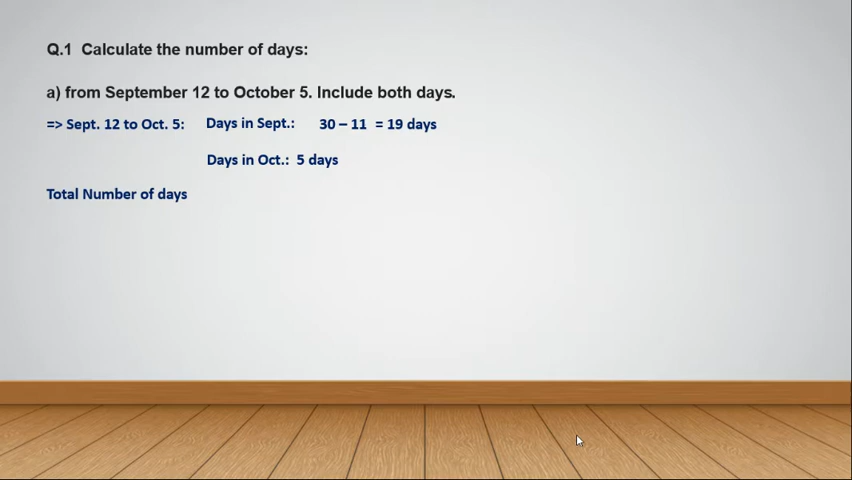 Q.1 Calculate the number of days:
a) from September 12 to October 5. Include both days.
=> Sept. 12 to Oct. 5: Days in Sept.: 30 – 11 = 19 days
Days in Oct.: 5 days
Total Number of days